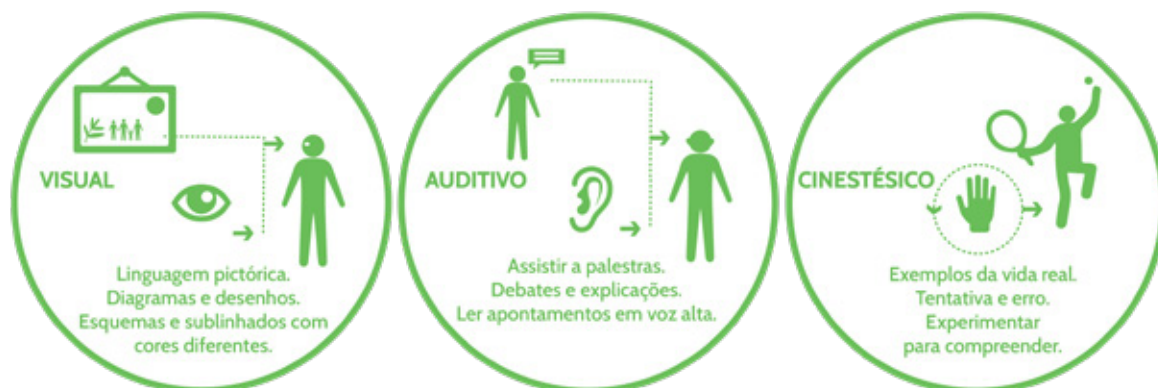 VISUAL
Linguagem pictórica.
Diagramas e desenhos.
Esquemas e sublinhados com
cores diferentes.
AUDITIVO
Assistir a palestras.
Debates e explicações.
Ler apontamentos em voz alta.
CINESTÉSICO
Exemplos da vida real.
Tentativa e erro.
Experimentar
para compreender.